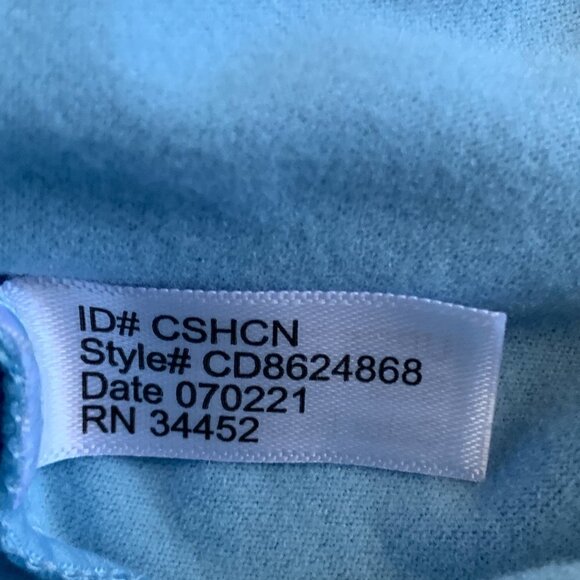 ID# CSHCN
Style# CD8624868
Date 070221
RN 34452